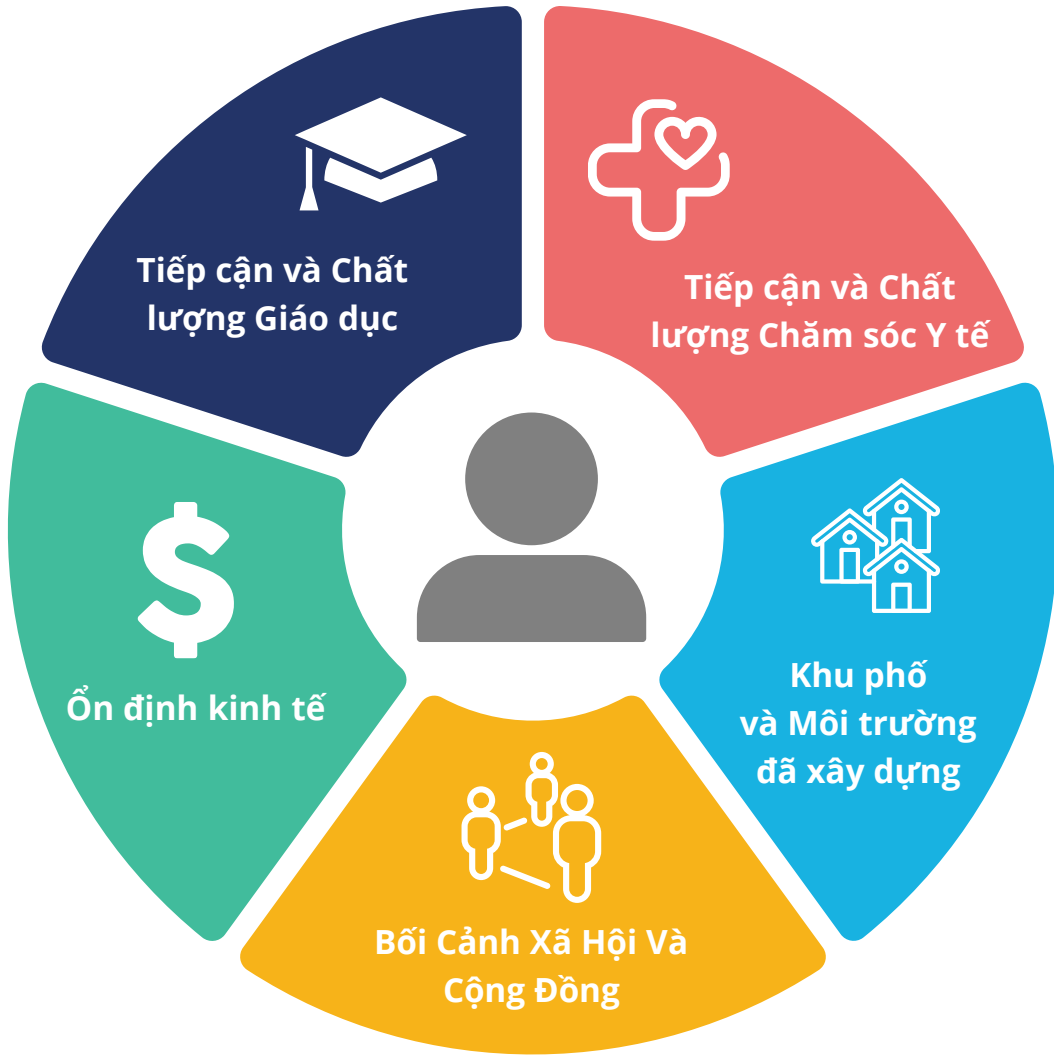 Tiếp cận và Chất
lượng Giáo dục
Tiếp cận và Chất
lượng Chăm sóc Y tế
Ổn định kinh tế
Khu phố
và Môi trường
đã xây dựng
Bối Cảnh Xã Hội Và
Cộng Đồng